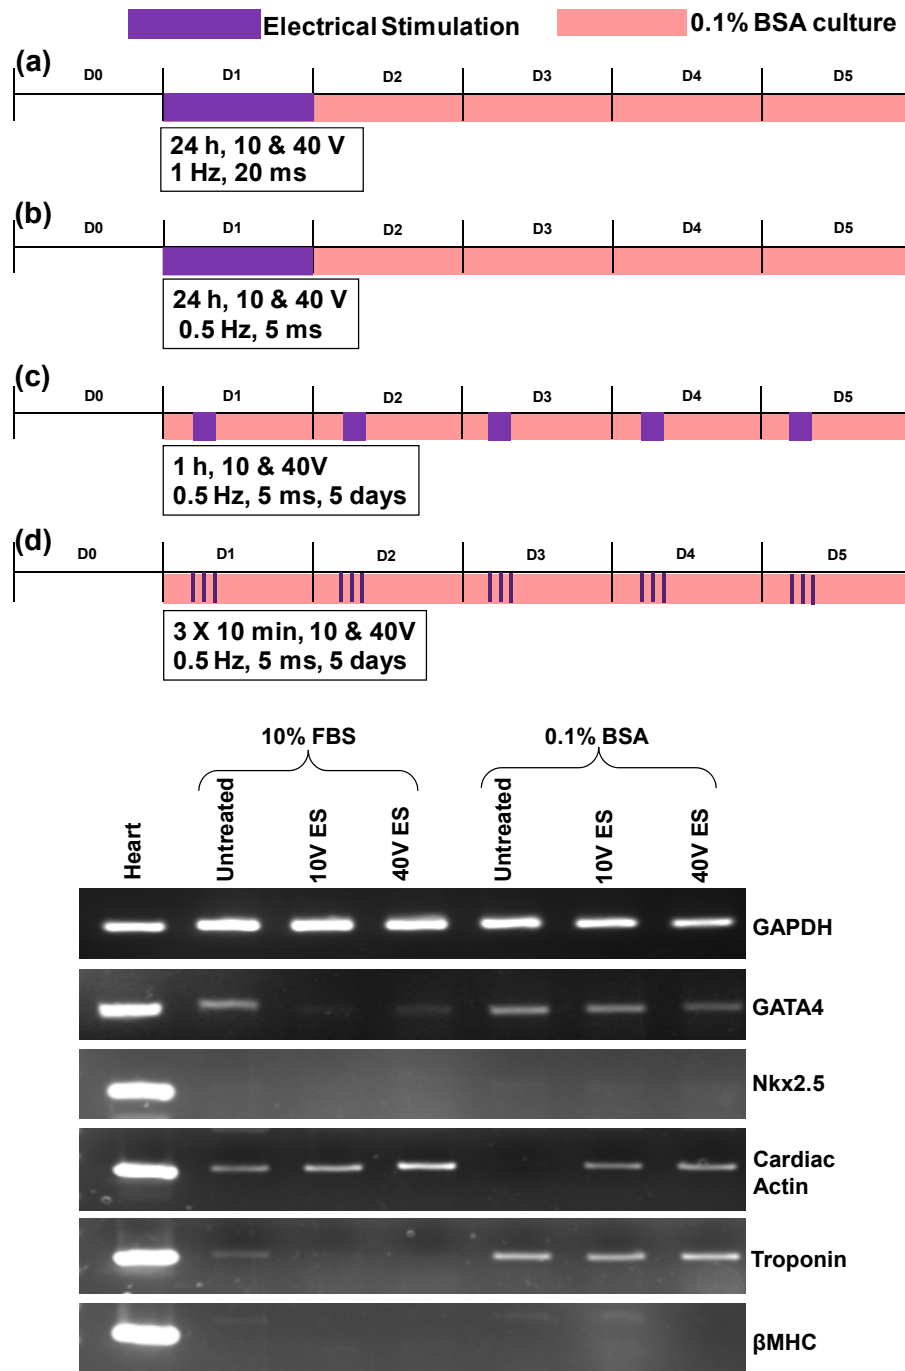 Electrical Stimulation
0.1% BSA culture
(a)
D0 D1 D2 D3 D4 D5
24 h, 10 & 40 V
1 Hz, 20 ms
(b)
D0 D1 D2 D3 D4 D5
24 h, 10 & 40 V
0.5 Hz, 5 ms
(c)
D0 D1 D2 D3 D4 D5
1 h, 10 & 40V
0.5 Hz, 5 ms, 5 days
(d)
D0 D1 D2 D3 D4 D5
3 X 10 min, 10 & 40V
0.5 Hz, 5 ms, 5 days
10% FBS
0.1% BSA
Heart
Untreated
10V ES
40V ES
Untreated
10V ES
40V ES
GAPDH
GATA4
Nkx2.5
Cardiac
Actin
Troponin
βMHC